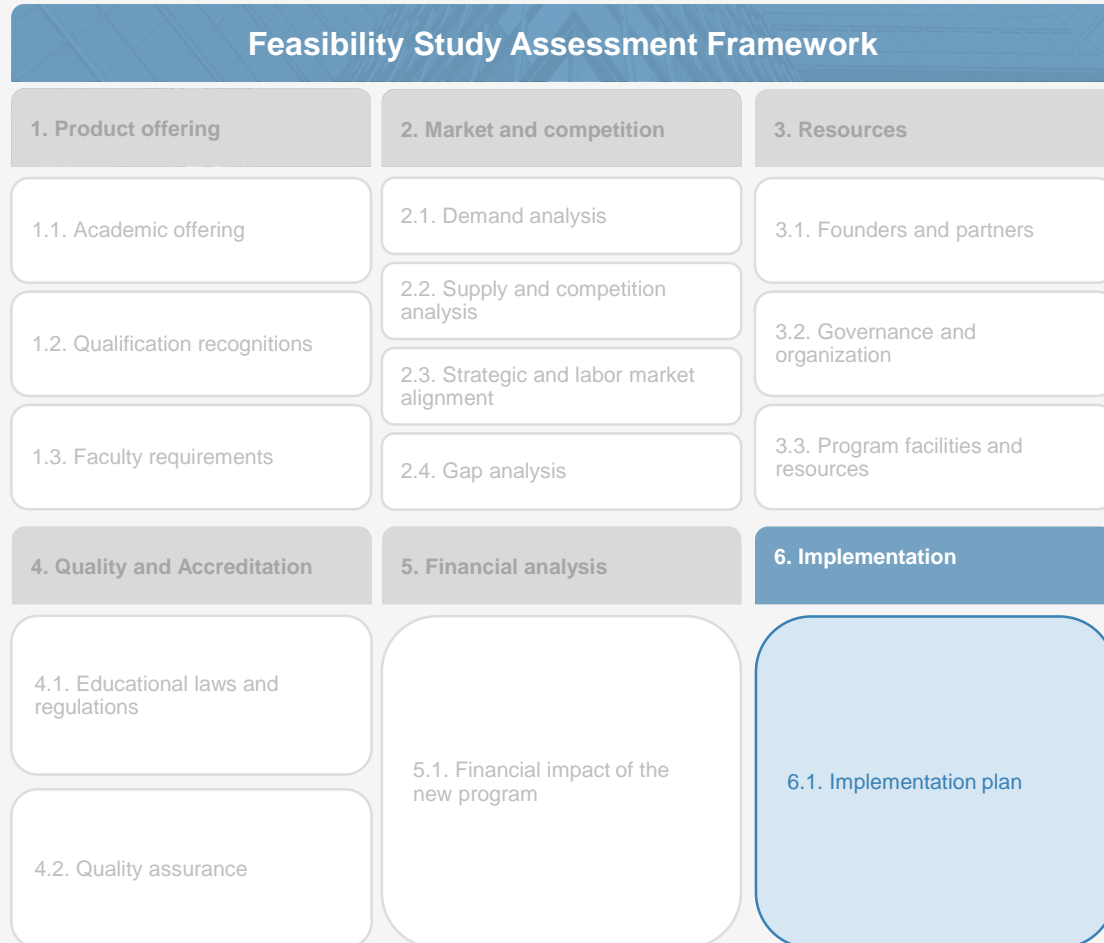 Feasibility Study Assessment Framework
1. Product offering
1.1. Academic offering
1.2. Qualification recognitions
1.3. Faculty requirements
2. Market and competition
2.1. Demand analysis
2.2. Supply and competition
analysis
2.3. Strategic and labor market
alignment
2.4. Gap analysis
3. Resources
3.1. Founders and partners
3.2. Governance and
organization
3.3. Program facilities and
resources
4. Quality and Accreditation
4.1. Educational laws and
regulations
4.2. Quality assurance
5. Financial analysis
5.1. Financial impact of the
new program
6. Implementation
6.1. Implementation plan